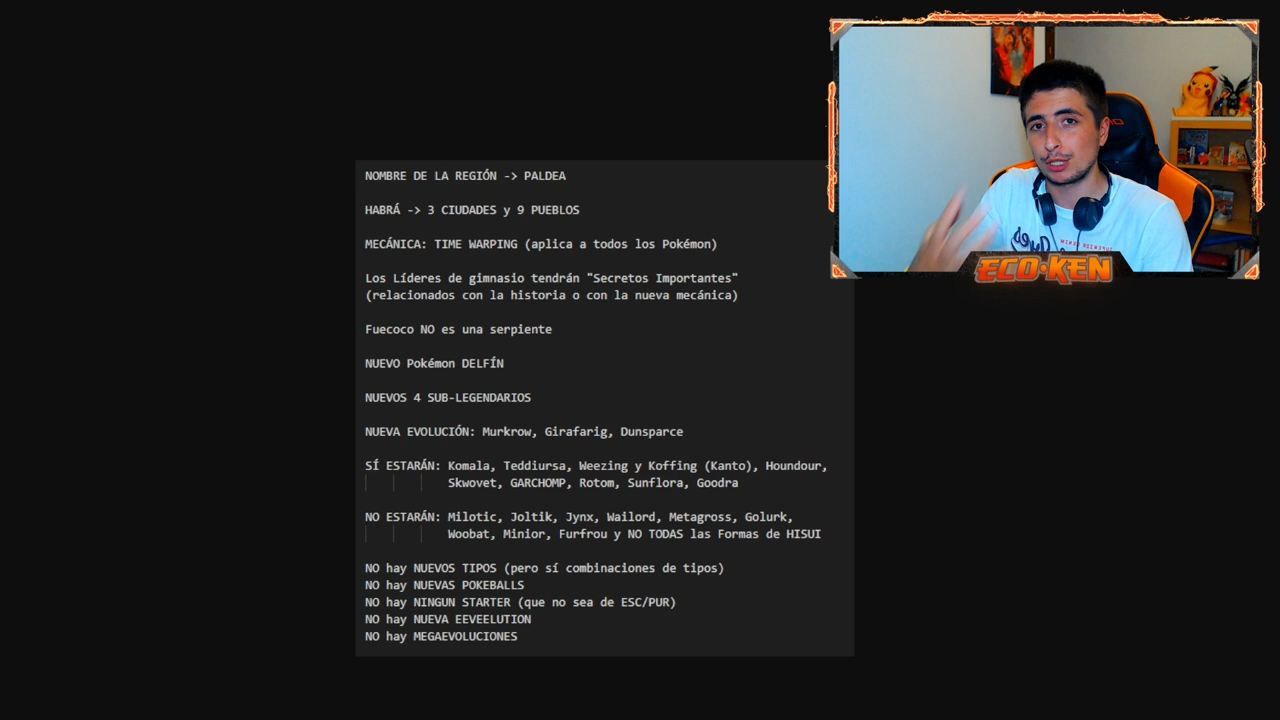 NOMBRE DE LA REGIÓN -> PALDEA
HABRÁ -> 3 CIUDADES y 9 PUEBLOS
MECÁNICA: TIME WARPING (aplica a todos los Pokémon)
Los Líderes de gimnasio tendrán "Secretos Importantes"
(relacionados con la historia o con la nueva mecánica)
Fuecoco NO es una serpiente
NUEVO Pokémon DELFÍN
NUEVOS 4 SUB-LEGENDARIOS
NUEVA EVOLUCIÓN: Murkrow, Girafarig, Dunsparce
SÍ ESTARÁN: Komala, Teddiursa, Weezing y Koffing (Kanto), Houndour,
Skwovet, GARCHOMP, Rotom, Sunflora, Goodra
NO ESTARÁN: Milotic, Joltik, Jynx, Wailord, Metagross, Golurk,
Woobat, Minior, Furfrou y NO TODAS las Formas de HISUI
NO hay NUEVOS TIPOS (pero sí combinaciones de tipos)
NO hay NUEVAS POKEBALLS
NO hay NINGUN STARTER (que no sea de ESC/PUR)
NO hay NUEVA EEVEELUTION
NO hay MEGAEVOLUCIONES
ECO·KEN